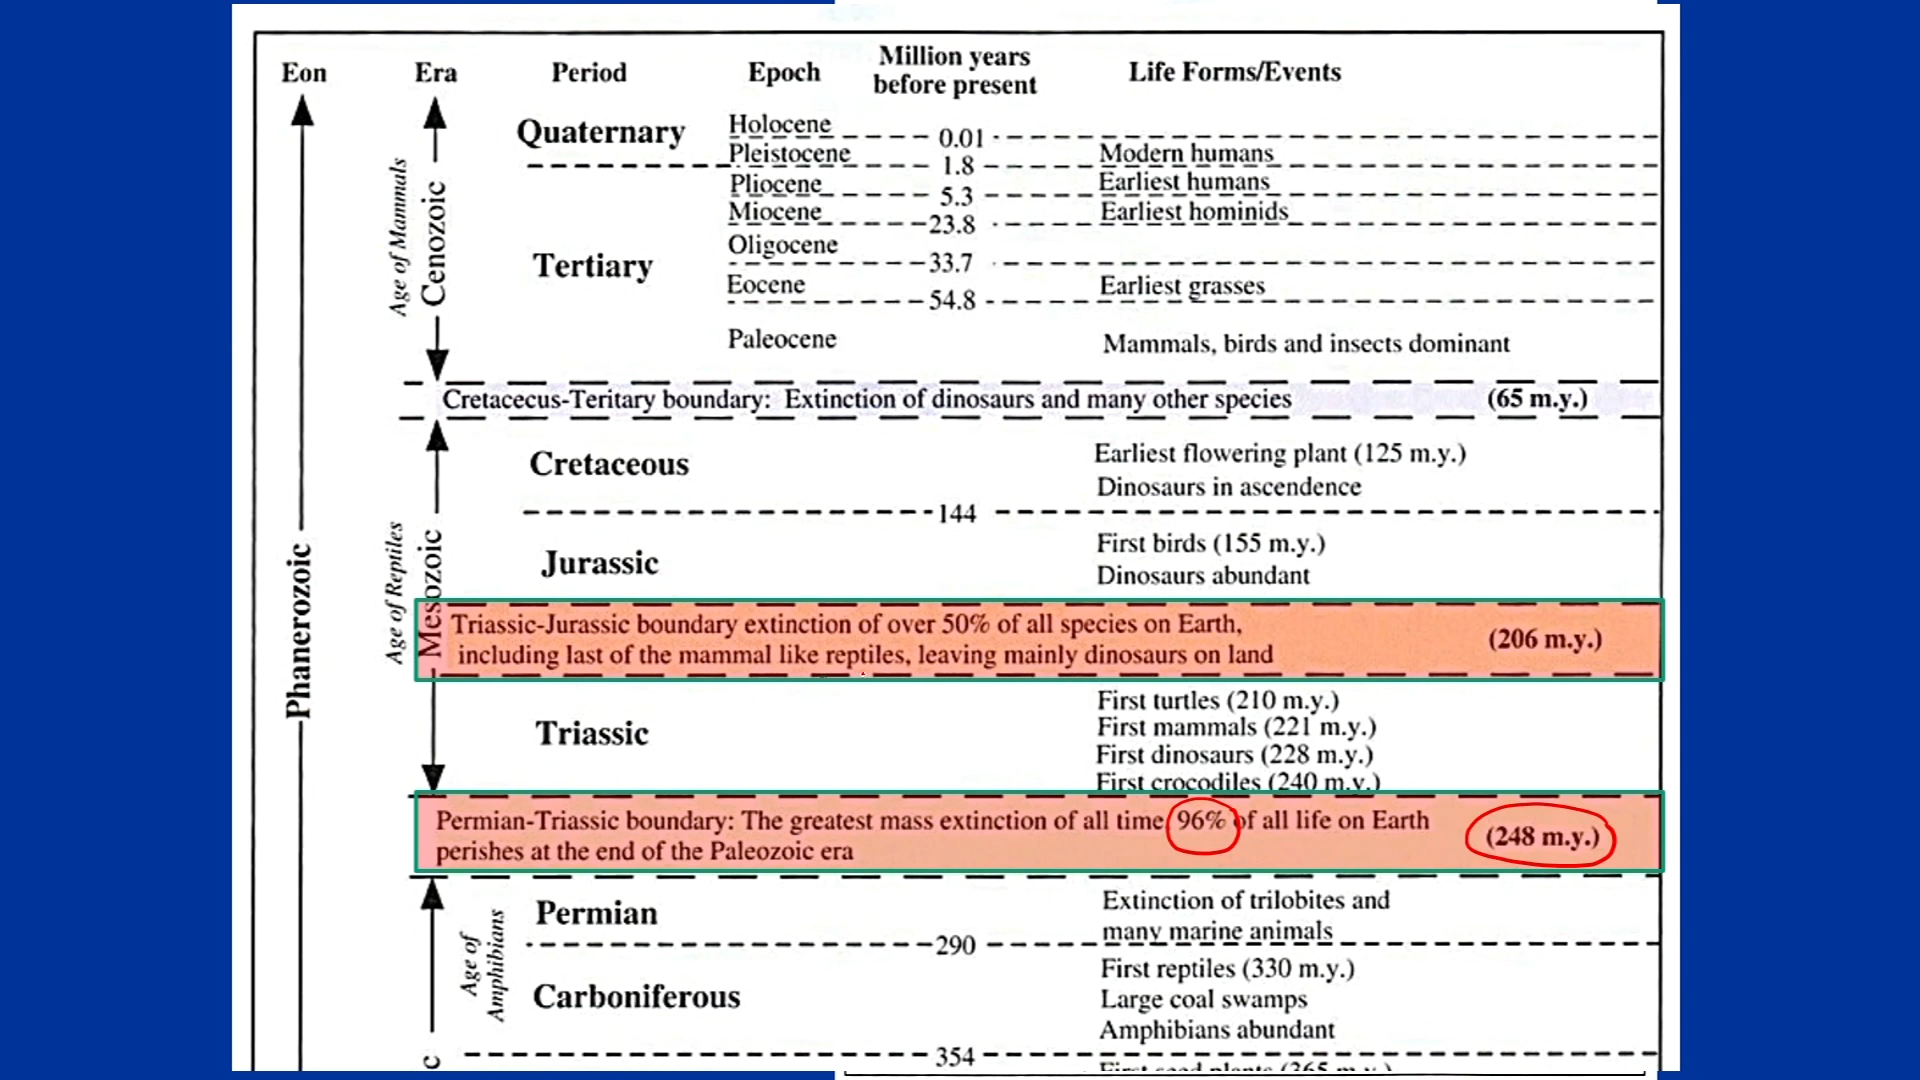 Eon Era Period Epoch Million years before present Life Forms/Events
Quaternary
Holocene
0.01
Pleistocene
Modern humans
1.8
Pliocene
Earliest humans
5.3
Miocene
Earliest hominids
23.8
Tertiary
Oligocene
33.7
Eocene
Earliest grasses
54.8
Paleocene
Mammals, birds and insects dominant
Age of Mammals
Cenozoic
Cretacecus-Teritary boundary: Extinction of dinosaurs and many other species (65 m.y.)
Cretaceous
Earliest flowering plant (125 m.y.)
Dinosaurs in ascendence
144
Jurassic
First birds (155 m.y.)
Dinosaurs abundant
Age of Reptiles
Mesozoic
Phanerozoic
Triassic-Jurassic boundary extinction of over 50% of all species on Earth,
including last of the mammal like reptiles, leaving mainly dinosaurs on land
(206 m.y.)
Triassic
First turtles (210 m.y.)
First mammals (221 m.y.)
First dinosaurs (228 m.y.)
First crocodiles (240 m.y.)
Permian-Triassic boundary: The greatest mass extinction of all time 96% of all life on Earth
perishes at the end of the Paleozoic era
(248 m.y.)
Permian
Extinction of trilobites and
many marine animals
290
Age of
Amphibians
Carboniferous
First reptiles (330 m.y.)
Large coal swamps
Amphibians abundant
354
c
First seed plants (365 m.y.)